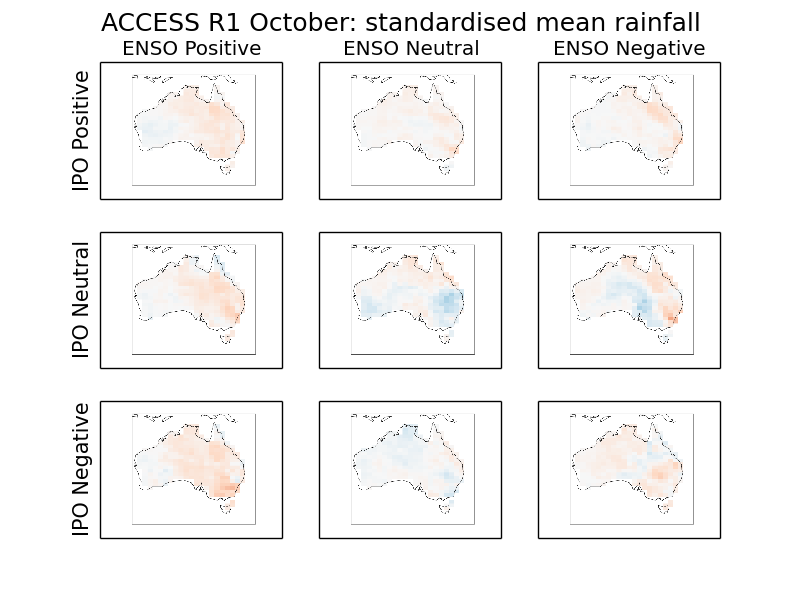 ACCESS R1 October: standardised mean rainfall
ENSO Positive
ENSO Neutral
ENSO Negative
IPO Positive
IPO Neutral
IPO Negative